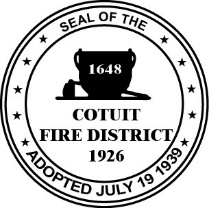 SEAL OF THE
1648
COTUIT
FIRE DISTRICT
1926
ADOPTED JULY 19 1939